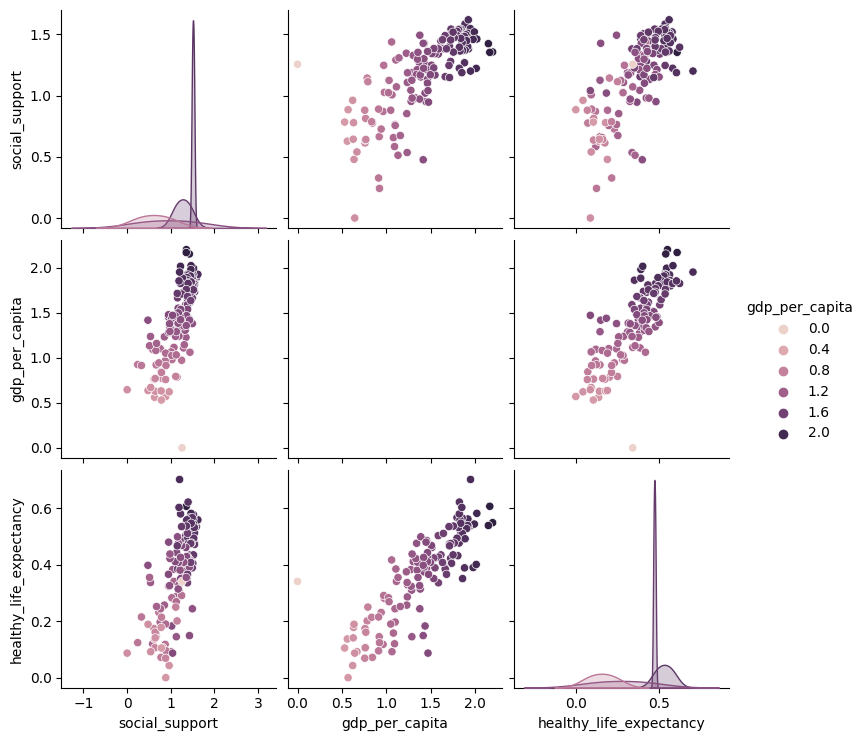 social_support
1.5
1.0
0.5
0.0
gdp_per_capita
2.0
1.5
1.0
0.5
0.0
gdp_per_capita
0.0
0.4
0.8
1.2
1.6
2.0
healthy_life_expectancy
0.6
0.4
0.2
0.0
−1 0 1 2 3
0.0 0.5 1.0 1.5 2.0
0.0 0.5
social_support
gdp_per_capita
healthy_life_expectancy